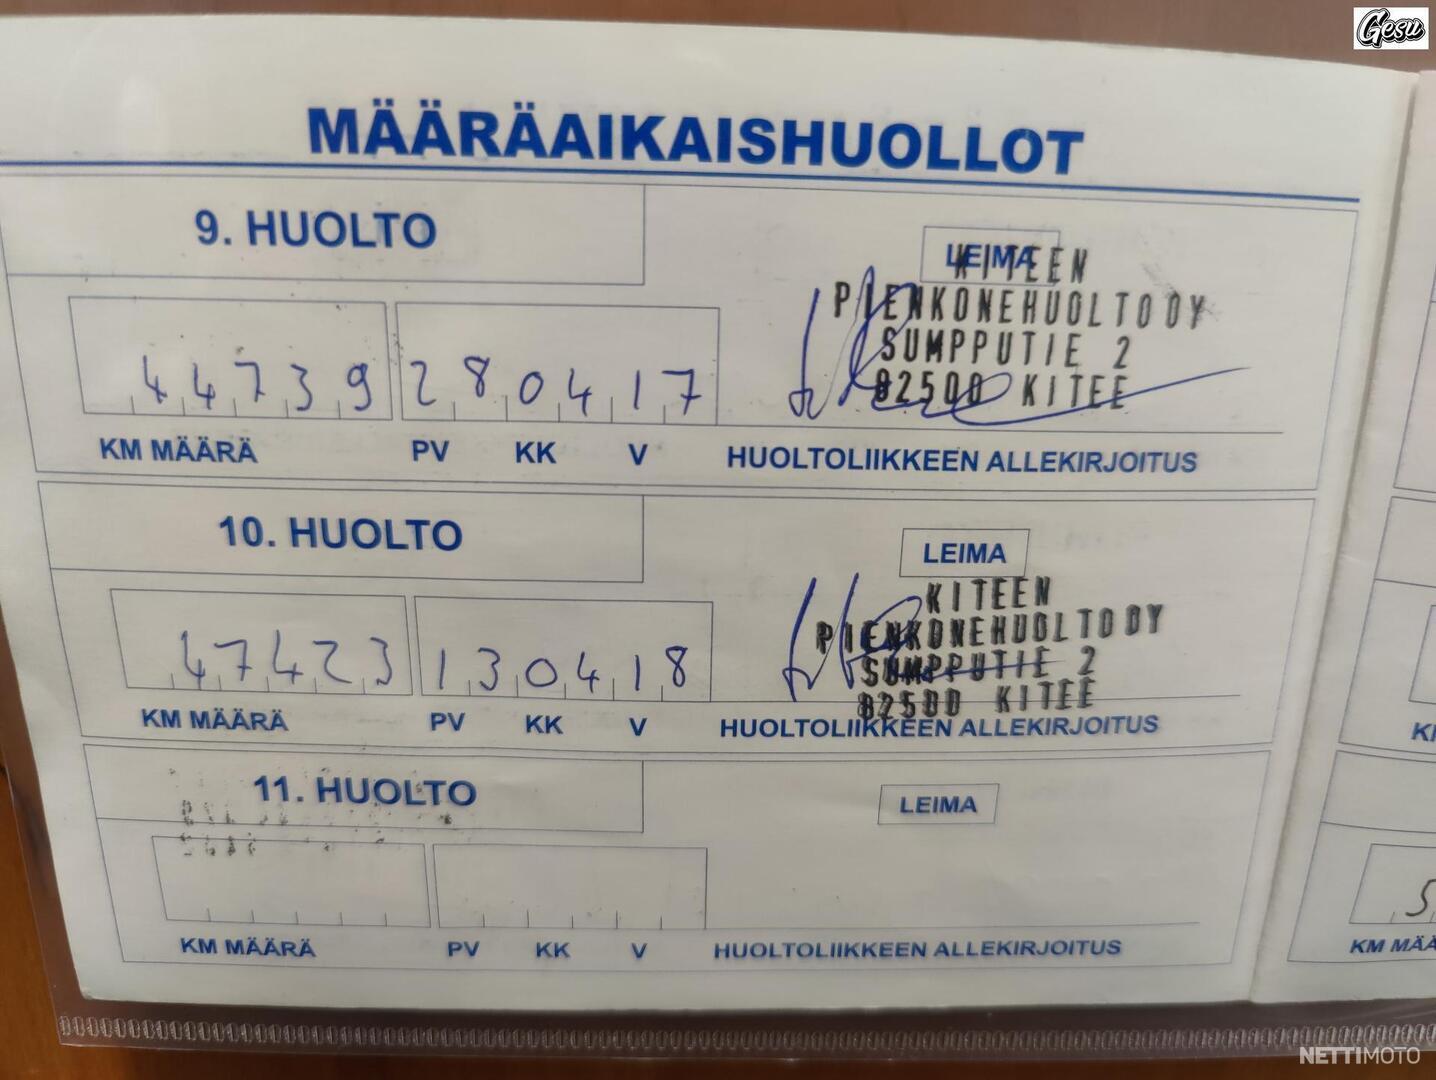 Gesu
MÄÄRÄAIKAISHUOLLOT
9. HUOLTO
LEIMA
KITEEN
PIENKONEHUOLTO OY
SUMPPUTIE 2
82500 KITEE
44739 280417
KM MÄÄRÄ PV KK V HUOLTOLIIKKEEN ALLEKIRJOITUS
10. HUOLTO
LEIMA
KITEEN
PIENKONEHUOLTO OY
SUMPPUTIE 2
82500 KITEE
47423 130418
KM MÄÄRÄ PV KK V HUOLTOLIIKKEEN ALLEKIRJOITUS
11. HUOLTO
LEIMA
KM MÄÄRÄ PV KK V HUOLTOLIIKKEEN ALLEKIRJOITUS
NETTIMOTO